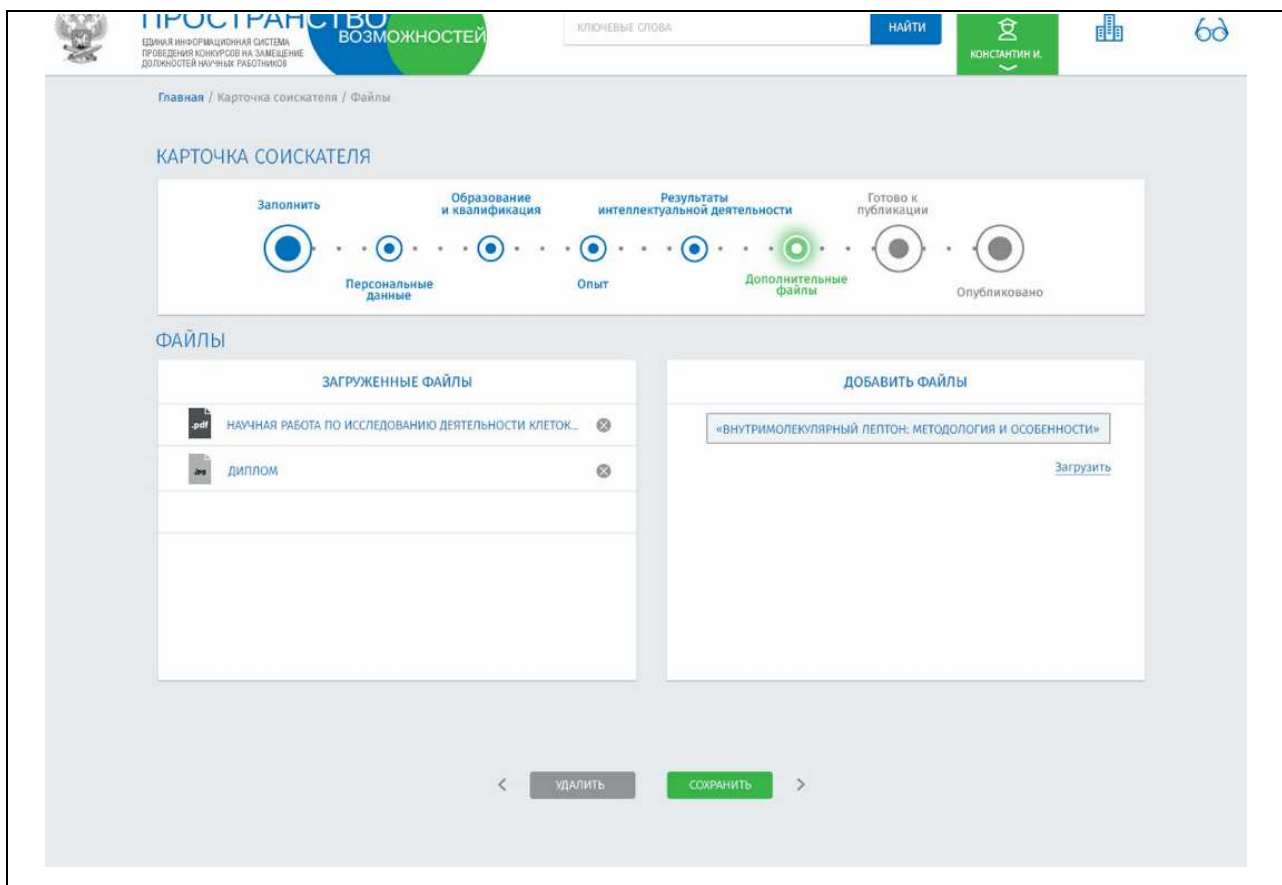 ПРОСТРАНСТВО
ВОЗМОЖНОСТЕЙ
ЕДИНАЯ ИНФОРМАЦИОННАЯ СИСТЕМА
ПРОВЕДЕНИЯ КОНКУРСОВ НА ЗАМЕЩЕНИЕ
ДОЛЖНОСТЕЙ НАУЧНЫХ РАБОТНИКОВ
КЛЮЧЕВЫЕ СЛОВА
НАЙТИ
КОНСТАНТИН И.
Главная / Карточка соискателя / Файлы
КАРТОЧКА СОИСКАТЕЛЯ
Заполнить
Образование
и квалификация
Результаты
интеллектуальной деятельности
Готово к
публикации
Персональные
данные
Опыт
Дополнительные
файлы
Опубликовано
ФАЙЛЫ
ЗАГРУЖЕННЫЕ ФАЙЛЫ
.pdf НАУЧНАЯ РАБОТА ПО ИССЛЕДОВАНИЮ ДЕЯТЕЛЬНОСТИ КЛЕТОК...
.jpg ДИПЛОМ
ДОБАВИТЬ ФАЙЛЫ
«ВНУТРИМОЛЕКУЛЯРНЫЙ ЛЕПТОН: МЕТОДОЛОГИЯ И ОСОБЕННОСТИ»
Загрузить
< УДАЛИТЬ СОХРАНИТЬ >